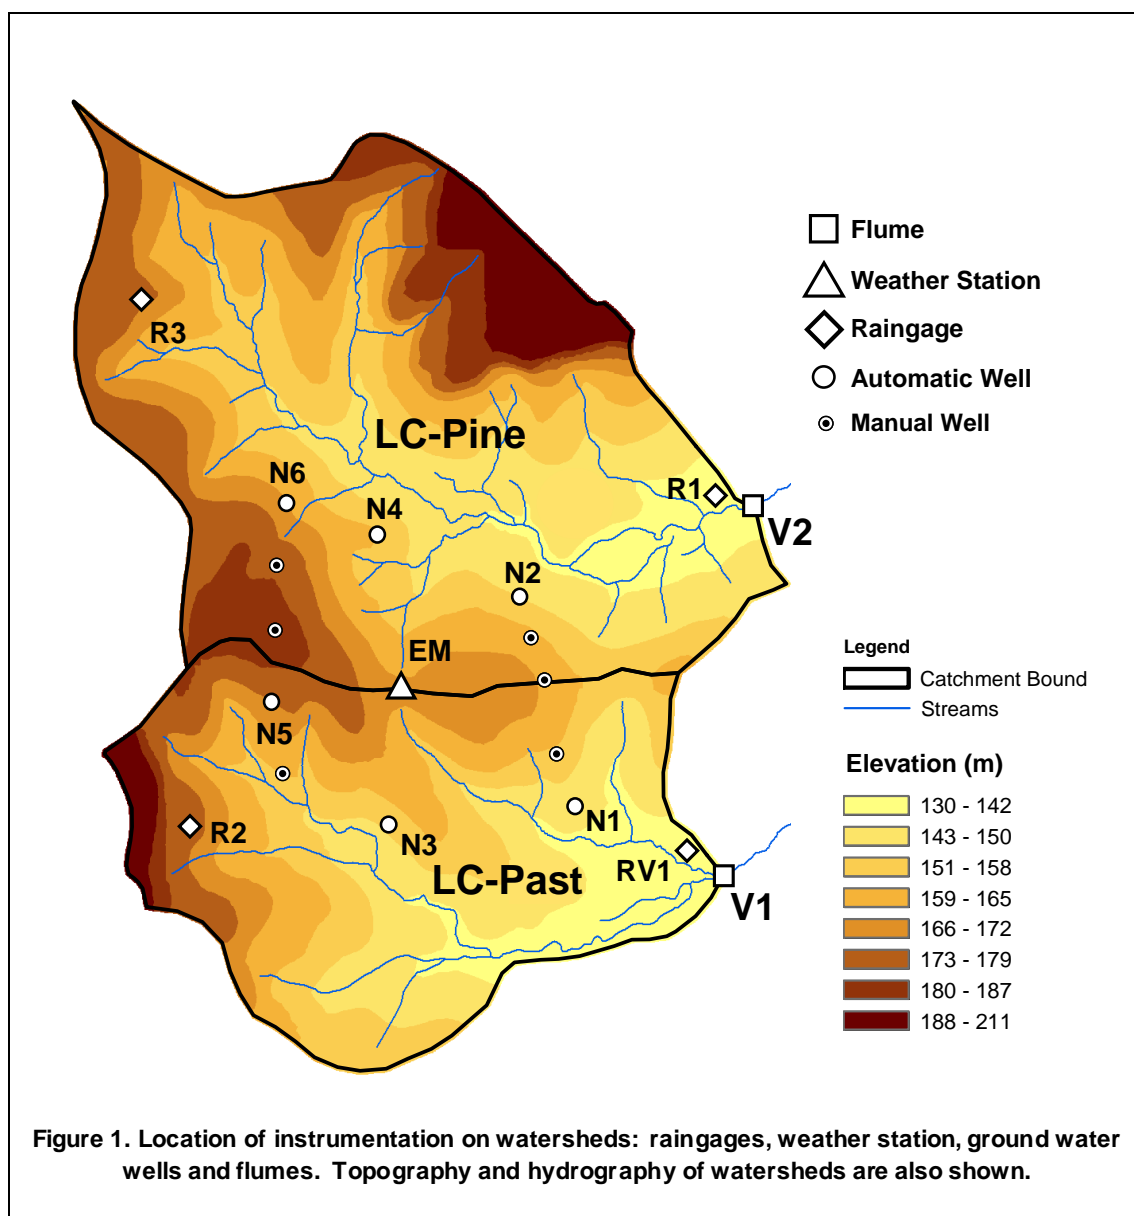 Flume
Weather Station
Raingage
Automatic Well
Manual Well
R3
LC-Pine
N6
N4
R1
V2
N2
EM
N5
R2
N3
N1
RV1
LC-Past
V1
Legend
Catchment Bound
Streams
Elevation (m)
130 - 142
143 - 150
151 - 158
159 - 165
166 - 172
173 - 179
180 - 187
188 - 211
Figure 1. Location of instrumentation on watersheds: raingages, weather station, ground water
wells and flumes. Topography and hydrography of watersheds are also shown.